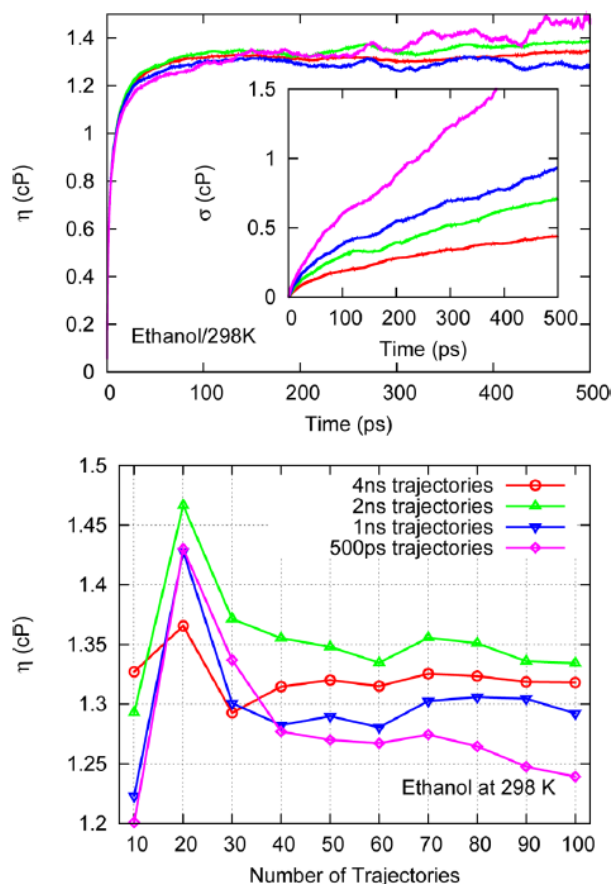 1.4
1.2
1
0.8
0.6
0.4
0.2
0
η (cP)
0 100 200 300 400 500
Time (ps)
Ethanol/298K
1.5
1
0.5
0
σ (cP)
0 100 200 300 400 500
Time (ps)
1.5
1.45
1.4
1.35
1.3
1.25
1.2
η (cP)
4ns trajectories
2ns trajectories
1ns trajectories
500ps trajectories
Ethanol at 298 K
10 20 30 40 50 60 70 80 90 100
Number of Trajectories